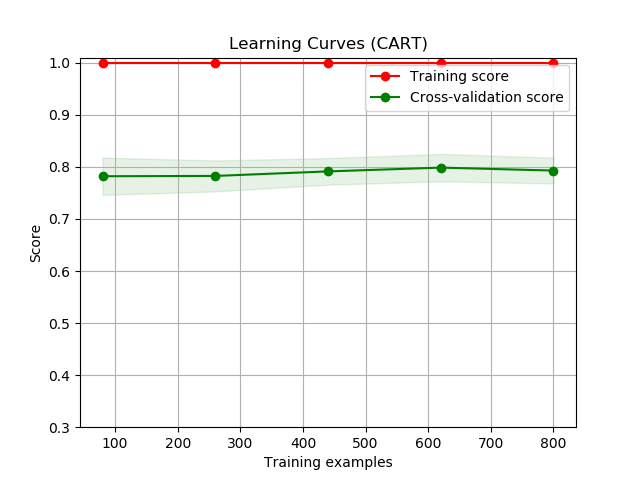 Learning Curves (CART)
1.0
0.9
0.8
0.7
0.6
0.5
0.4
0.3
Score
Training score
Cross-validation score
100 200 300 400 500 600 700 800
Training examples